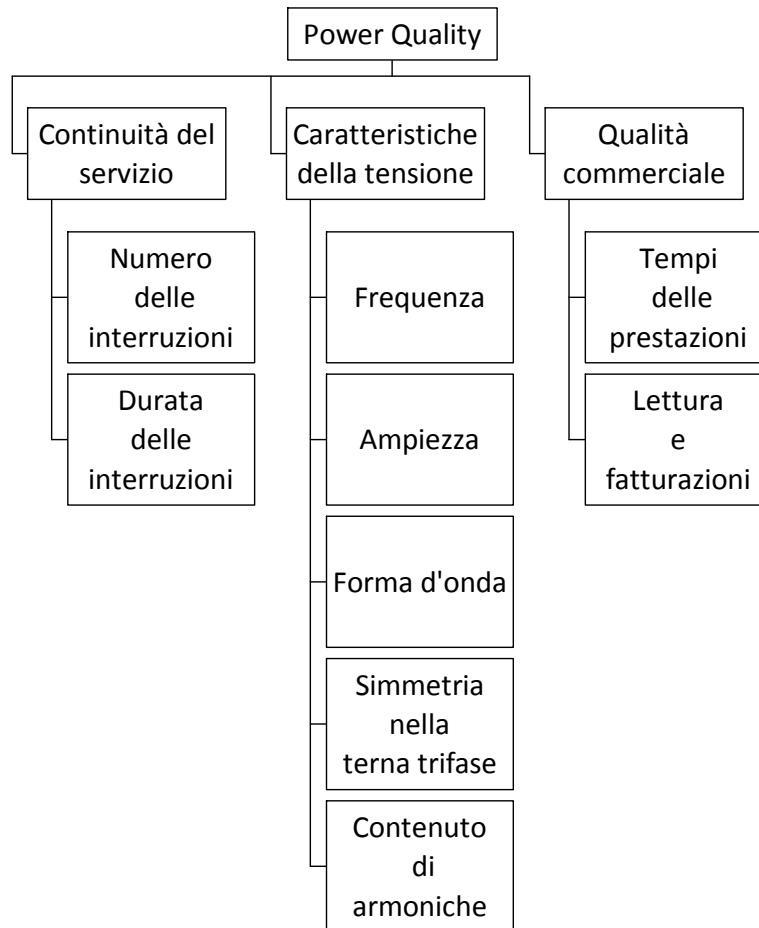 Power Quality
Continuità del
servizio
Numero
delle
interruzioni
Durata
delle
interruzioni
Caratteristiche
della tensione
Frequenza
Ampiezza
Forma d'onda
Simmetria
nella
terna trifase
Contenuto
di
armoniche
Qualità
commerciale
Tempi
delle
prestazioni
Lettura
e
fatturazioni